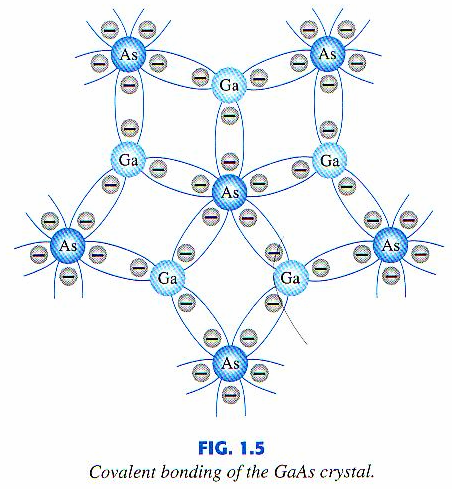 As As
Ga
Ga Ga
As
As As
Ga Ga
As
FIG. 1.5
Covalent bonding of the GaAs crystal.